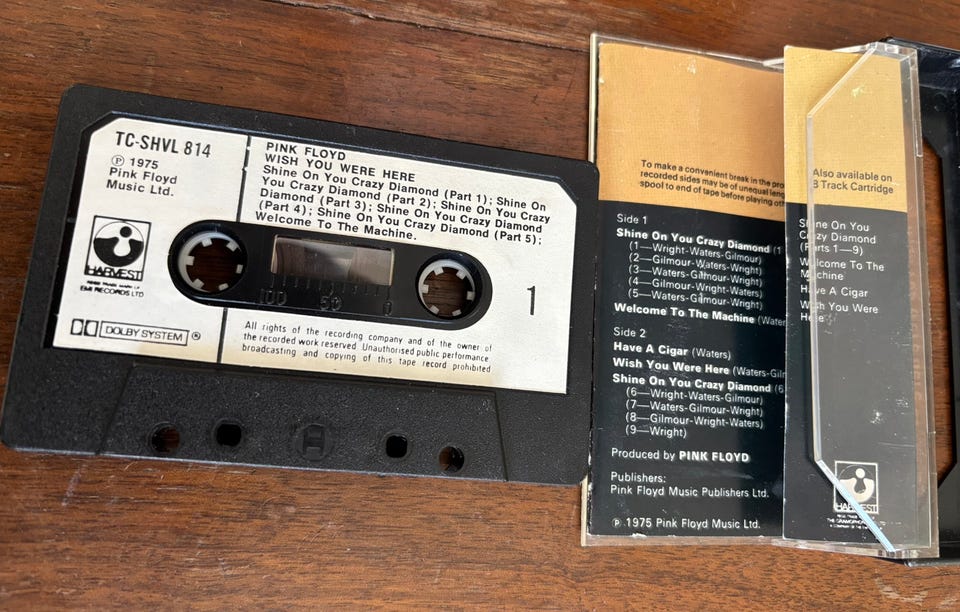 TC-SHVL 814
℗ 1975
Pink Floyd
Music Ltd.
HARVEST
EMI RECORDS LTD
DOLBY SYSTEM ®
PINK FLOYD
WISH YOU WERE HERE
Shine On You Crazy Diamond (Part 1); Shine On
You Crazy Diamond (Part 2); Shine On You Crazy
Diamond (Part 3); Shine On You Crazy Diamond
(Part 4); Shine On You Crazy Diamond (Part 5);
Welcome To The Machine.
100 50 0
1
All rights of the recording company and of the owner of
the recorded work reserved. Unauthorised public performance
broadcasting and copying of this tape record prohibited
H
To make a convenient break in the pro
recorded sides may be of unequal len
spool to end of tape before playing ot
Side 1
Shine On You Crazy Diamond (1
(1—Wright-Waters-Gilmour)
(2—Gilmour-Waters-Wright)
(3—Waters-Gilmour-Wright)
(4—Gilmour-Wright-Waters)
(5—Waters-Gilmour-Wright)
Welcome To The Machine (Water
Side 2
Have A Cigar (Waters)
Wish You Were Here (Waters-Gil
Shine On You Crazy Diamond (6
(6—Wright-Waters-Gilmour)
(7—Waters-Gilmour-Wright)
(8—Gilmour-Wright-Waters)
(9—Wright)
Produced by PINK FLOYD
Publishers:
Pink Floyd Music Publishers Ltd.
℗ 1975 Pink Floyd Music Ltd.
Also available on
8 Track Cartridge
Shine On You
Crazy Diamond
(Parts 1—9)
Welcome To The
Machine
Have A Cigar
Wish You Were
Here
HARVEST